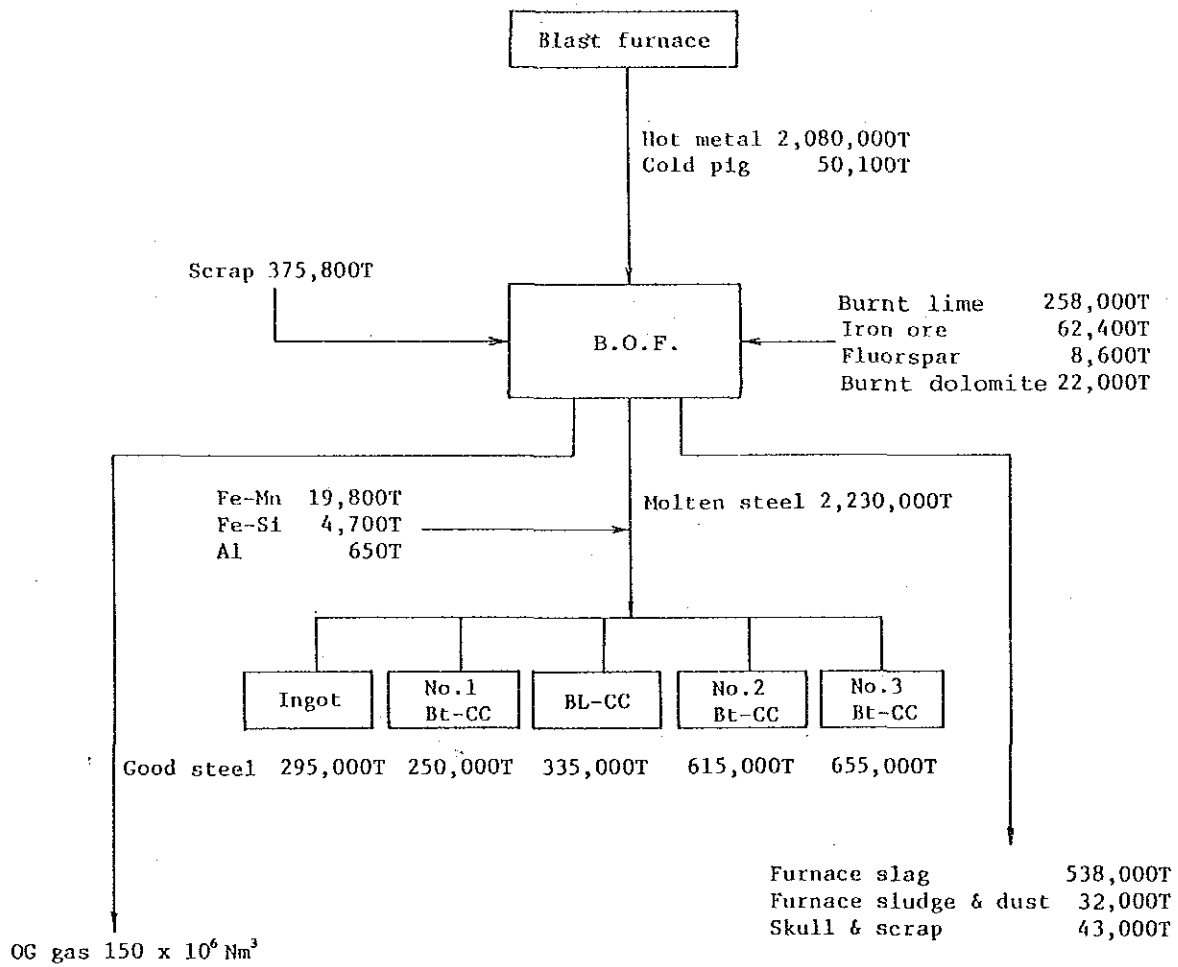 Blast furnace
Hot metal 2,080,000T
Cold pig 50,100T
Scrap 375,800T
B.O.F.
Burnt lime 258,000T
Iron ore 62,400T
Fluorspar 8,600T
Burnt dolomite 22,000T
Fe-Mn 19,800T
Fe-Si 4,700T
Al 650T
Molten steel 2,230,000T
Ingot
No.1
Bt-CC
BL-CC
No.2
Bt-CC
No.3
Bt-CC
Good steel 295,000T 250,000T 335,000T 615,000T 655,000T
Furnace slag 538,000T
Furnace sludge & dust 32,000T
Skull & scrap 43,000T
OG gas 150 x 10⁶ Nm³